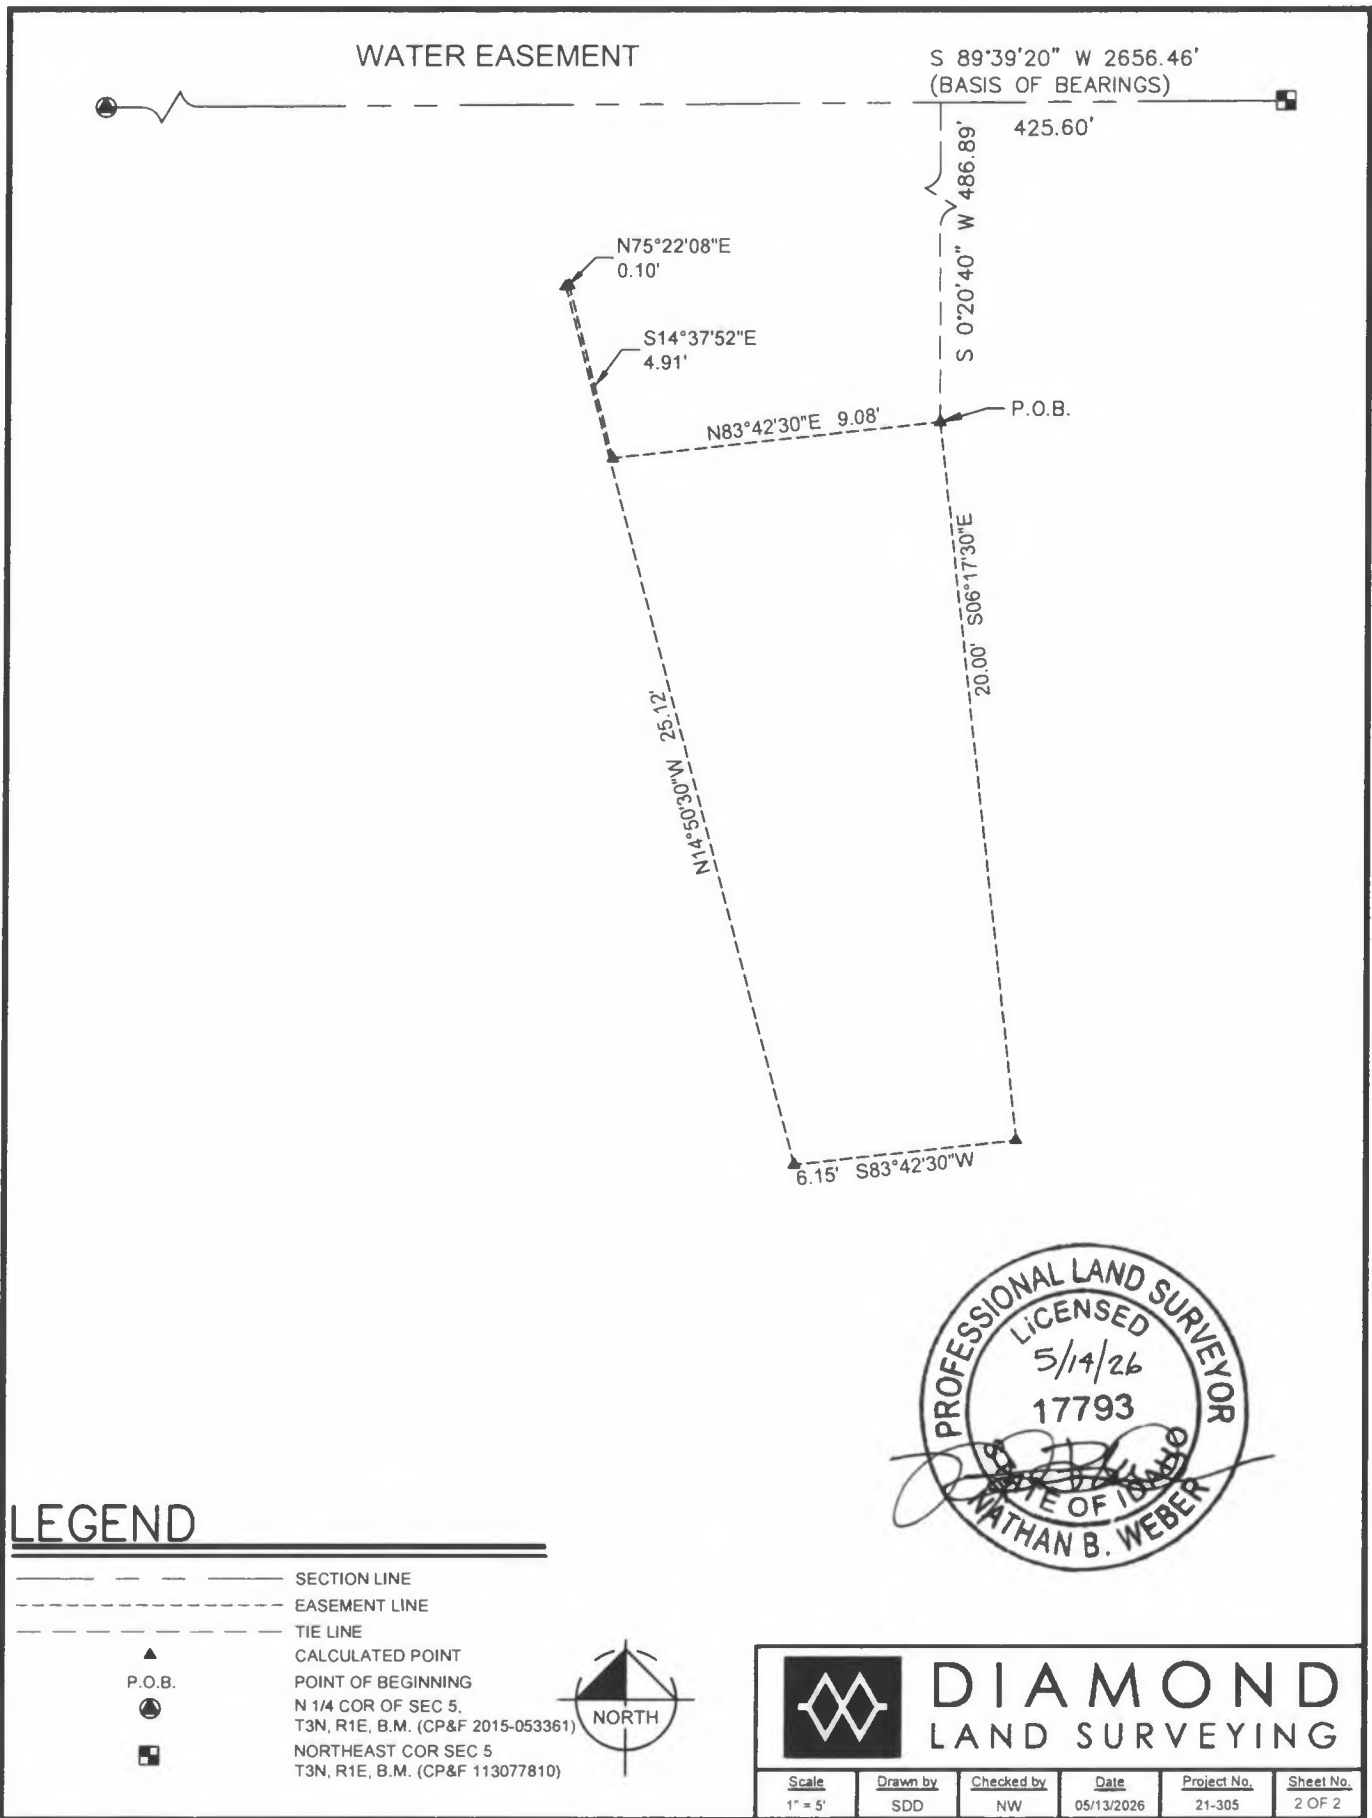 WATER EASEMENT
S 89°39'20" W 2656.46'
(BASIS OF BEARINGS)
425.60'
S 0°20'40" W 486.89'
N75°22'08"E
0.10'
S14°37'52"E
4.91'
N83°42'30"E 9.08'
P.O.B.
20.00' S06°17'30"E
N14°50'30"W 25.12'
6.15' S83°42'30"W
PROFESSIONAL LAND SURVEYOR
LiCENSED
5/14/26
17793
STATE OF IDAHO
NATHAN B. WEBER
LEGEND
SECTION LINE
EASEMENT LINE
TIE LINE
CALCULATED POINT
P.O.B. POINT OF BEGINNING
N 1/4 COR OF SEC 5,
T3N, R1E, B.M. (CP&F 2015-053361)
NORTHEAST COR SEC 5
T3N, R1E, B.M. (CP&F 113077810)
NORTH
DIAMOND
LAND SURVEYING
Scale Drawn by Checked by Date Project No. Sheet No.
1" = 5' SDD NW 05/13/2026 21-305 2 OF 2